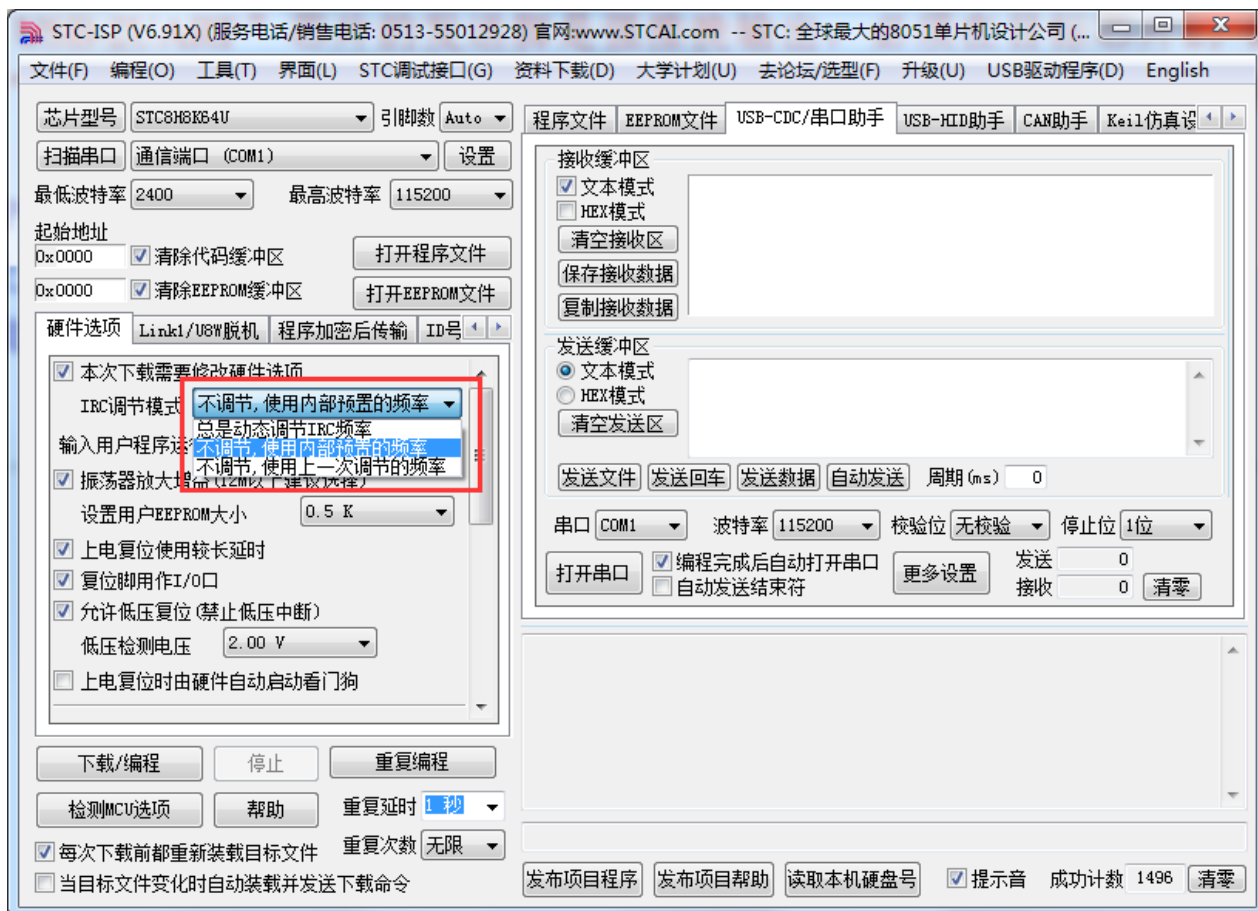 STC-ISP (V6.91X) (服务电话/销售电话: 0513-55012928) 官网:www.STCAI.com -- STC: 全球最大的8051单片机设计公司 (...
文件(F) 编程(O) 工具(T) 界面(L) STC调试接口(G) 资料下载(D) 大学计划(U) 去论坛/选型(F) 升级(U) USB驱动程序(D) English
芯片型号 STC8H8K64U 引脚数 Auto
扫描串口 通信端口 (COM1) 设置
最低波特率 2400 最高波特率 115200
起始地址
0x0000 清除代码缓冲区 打开程序文件
0x0000 清除EEPROM缓冲区 打开EEPROM文件
硬件选项 Link1/U8W脱机 程序加密后传输 ID号
本次下载需要修改硬件选项
IRC调节模式 不调节,使用内部预置的频率
总是动态调节IRC频率
输入用户程序运 不调节,使用内部预置的频率
不调节,使用上一次调节的频率
振荡器放大增益(12M以上建议选择)
设置用户EEPROM大小 0.5 K
上电复位使用较长延时
复位脚用作I/O口
允许低压复位(禁止低压中断)
低压检测电压 2.00 V
上电复位时由硬件自动启动看门狗
下载/编程 停止 重复编程
检测MCU选项 帮助 重复延时 1 秒
每次下载前都重新装载目标文件 重复次数 无限
当目标文件变化时自动装载并发送下载命令
程序文件 EEPROM文件 USB-CDC/串口助手 USB-HID助手 CAN助手 Keil仿真设
接收缓冲区
文本模式
HEX模式
清空接收区
保存接收数据
复制接收数据
发送缓冲区
文本模式
HEX模式
清空发送区
发送文件 发送回车 发送数据 自动发送 周期(ms) 0
串口 COM1 波特率 115200 校验位 无校验 停止位 1位
打开串口 编程完成后自动打开串口 更多设置 发送 0
自动发送结束符 接收 0 清零
发布项目程序 发布项目帮助 读取本机硬盘号 提示音 成功计数 1496 清零